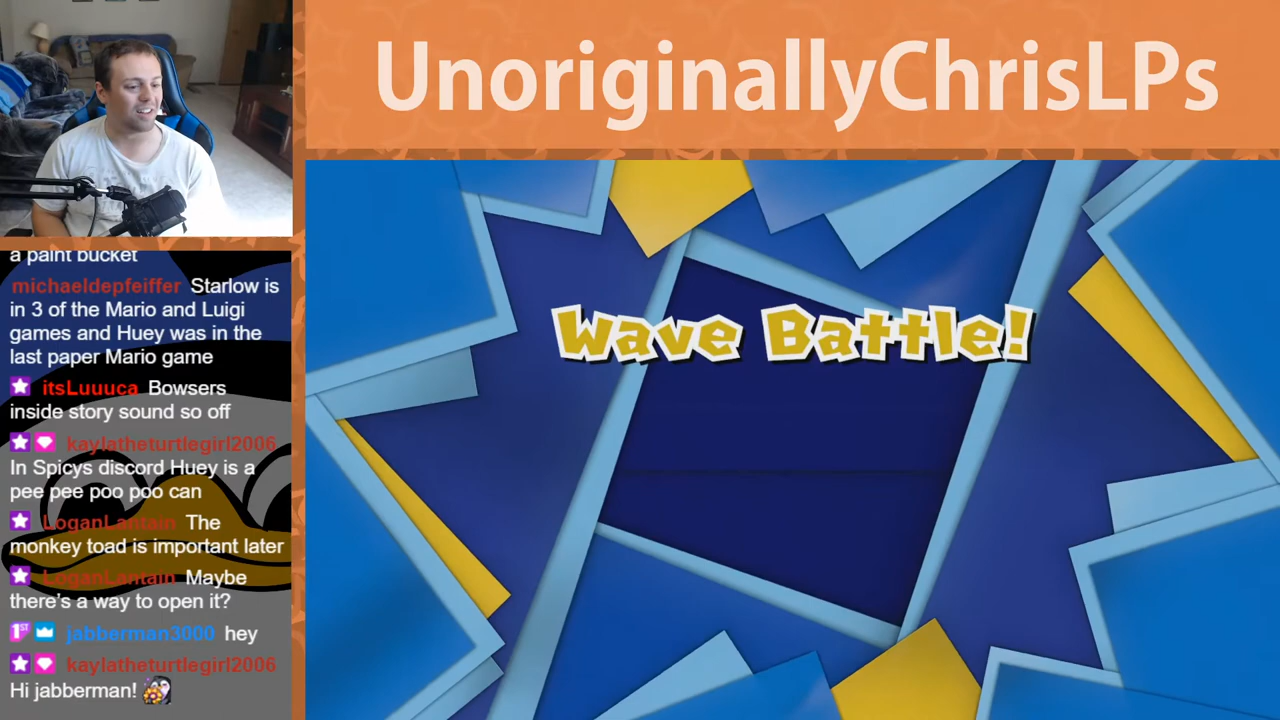 UnoriginallyChrisLPs
Wave Battle!
a paint bucket
michaeldepfeiffer Starlow is
in 3 of the Mario and Luigi
games and Huey was in the
last paper Mario game
itsLuuuca Bowsers
inside story sound so off
kaylatheturtlegirl2006
In Spicys discord Huey is a
pee pee poo poo can
LoganLantain The
monkey toad is important later
LoganLantain Maybe
there's a way to open it?
1ST jabberman3000 hey
kaylatheturtlegirl2006
Hi jabberman!